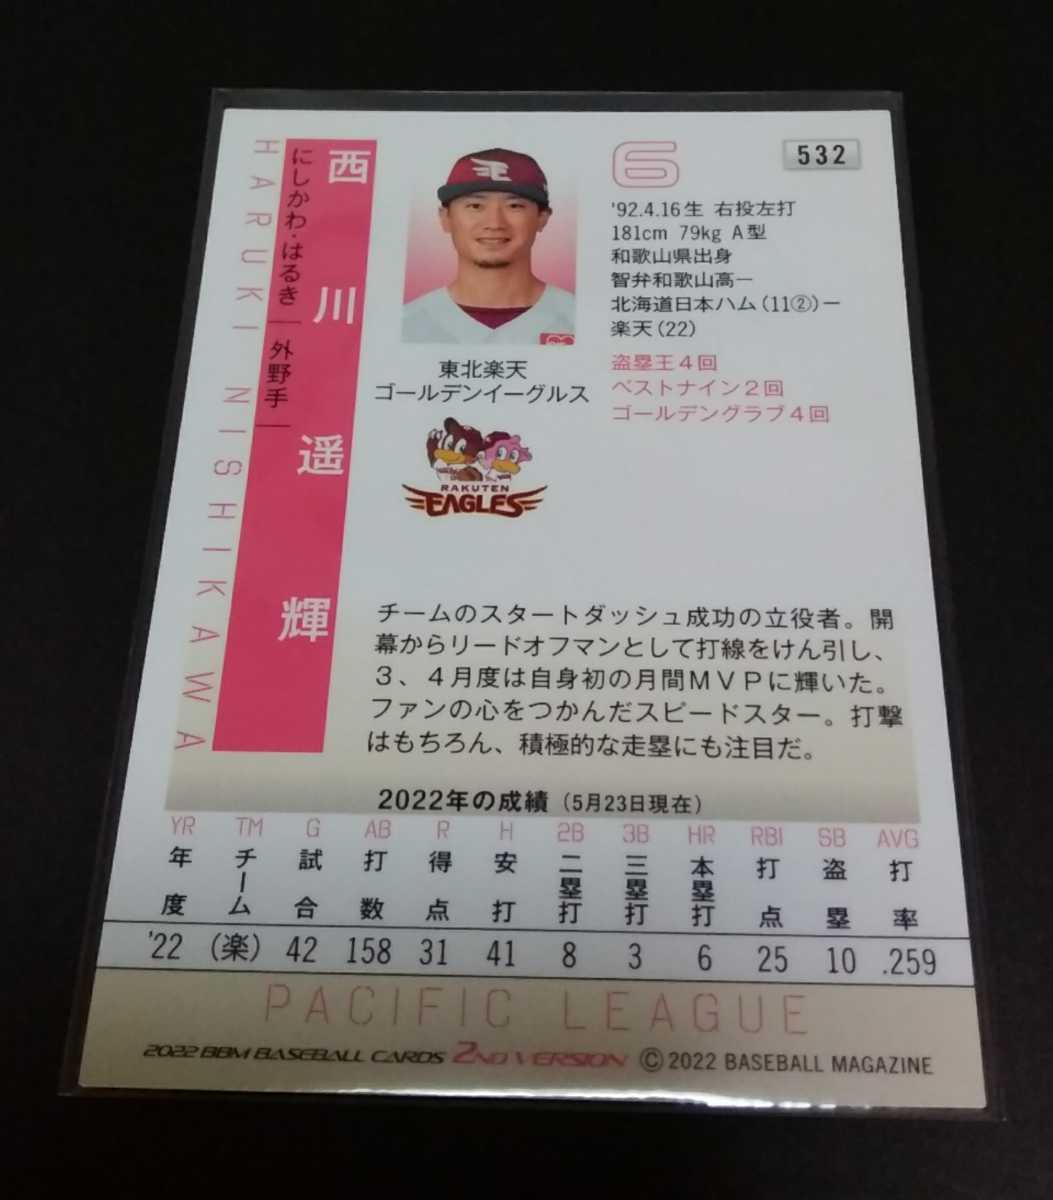 HARUKI NISHIKAWA
にしかわ・はるき 外野手
西川遥輝
東北楽天
ゴールデンイーグルス
RAKUTEN
EAGLES
6
532
'92.4.16生 右投左打
181cm 79kg A型
和歌山県出身
智弁和歌山高ー
北海道日本ハム(11②)ー
楽天(22)
盗塁王4回
ベストナイン2回
ゴールデングラブ4回
チームのスタートダッシュ成功の立役者。開
幕からリードオフマンとして打線をけん引し、
3、4月度は自身初の月間MVPに輝いた。
ファンの心をつかんだスピードスター。打撃
はもちろん、積極的な走塁にも注目だ。
2022年の成績(5月23日現在)
YR TM G AB R H 2B 3B HR RBI SB AVG
年度 チーム 試合 打数 得点 安打 二塁打 三塁打 本塁打 打点 盗塁 打率
'22 (楽) 42 158 31 41 8 3 6 25 10 .259
PACIFIC LEAGUE
2022 BBM BASEBALL CARDS 2ND VERSION © 2022 BASEBALL MAGAZINE